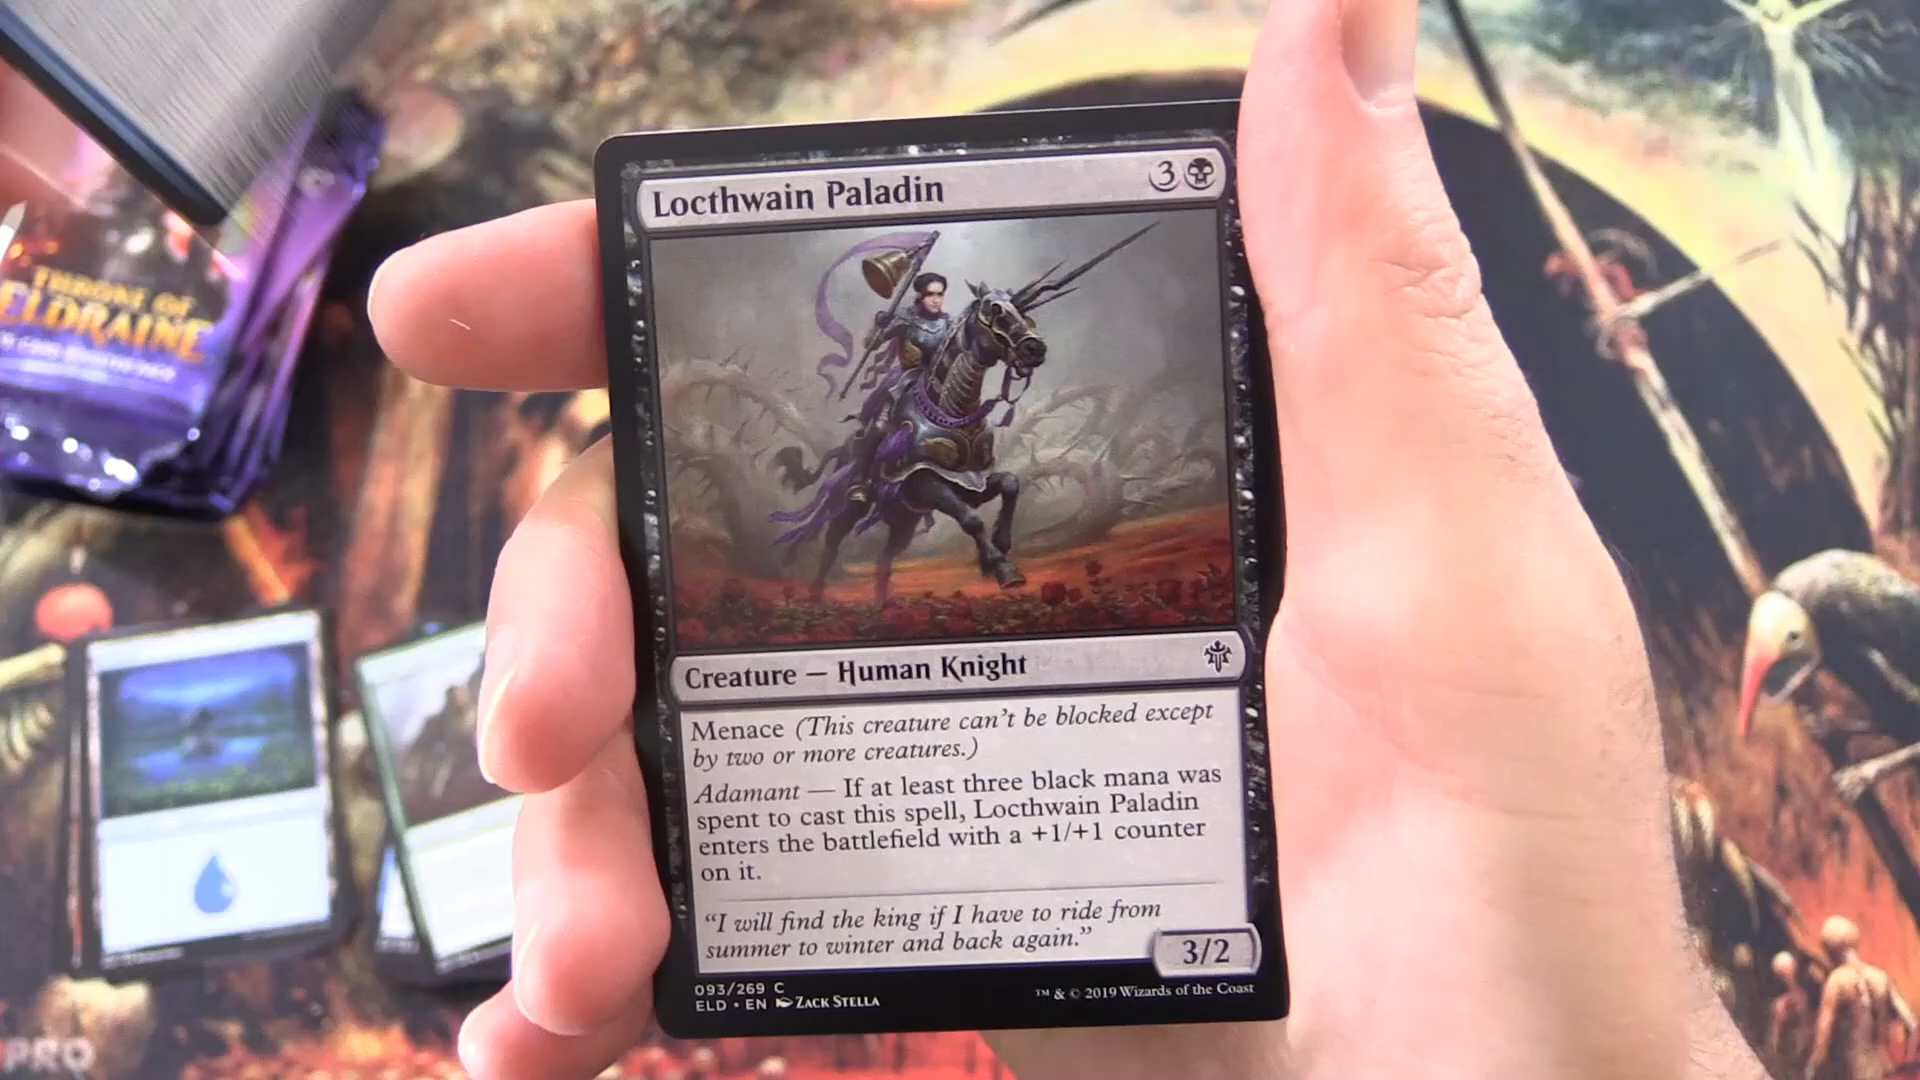 Locthwain Paladin
3
Creature — Human Knight
Menace (This creature can't be blocked except
by two or more creatures.)
Adamant — If at least three black mana was
spent to cast this spell, Locthwain Paladin
enters the battlefield with a +1/+1 counter
on it.
“I will find the king if I have to ride from
summer to winter and back again.”
3/2
093/269 C
ELD • EN Zack Stella
™ & © 2019 Wizards of the Coast
THRONE OF
ELDRAINE
PRO